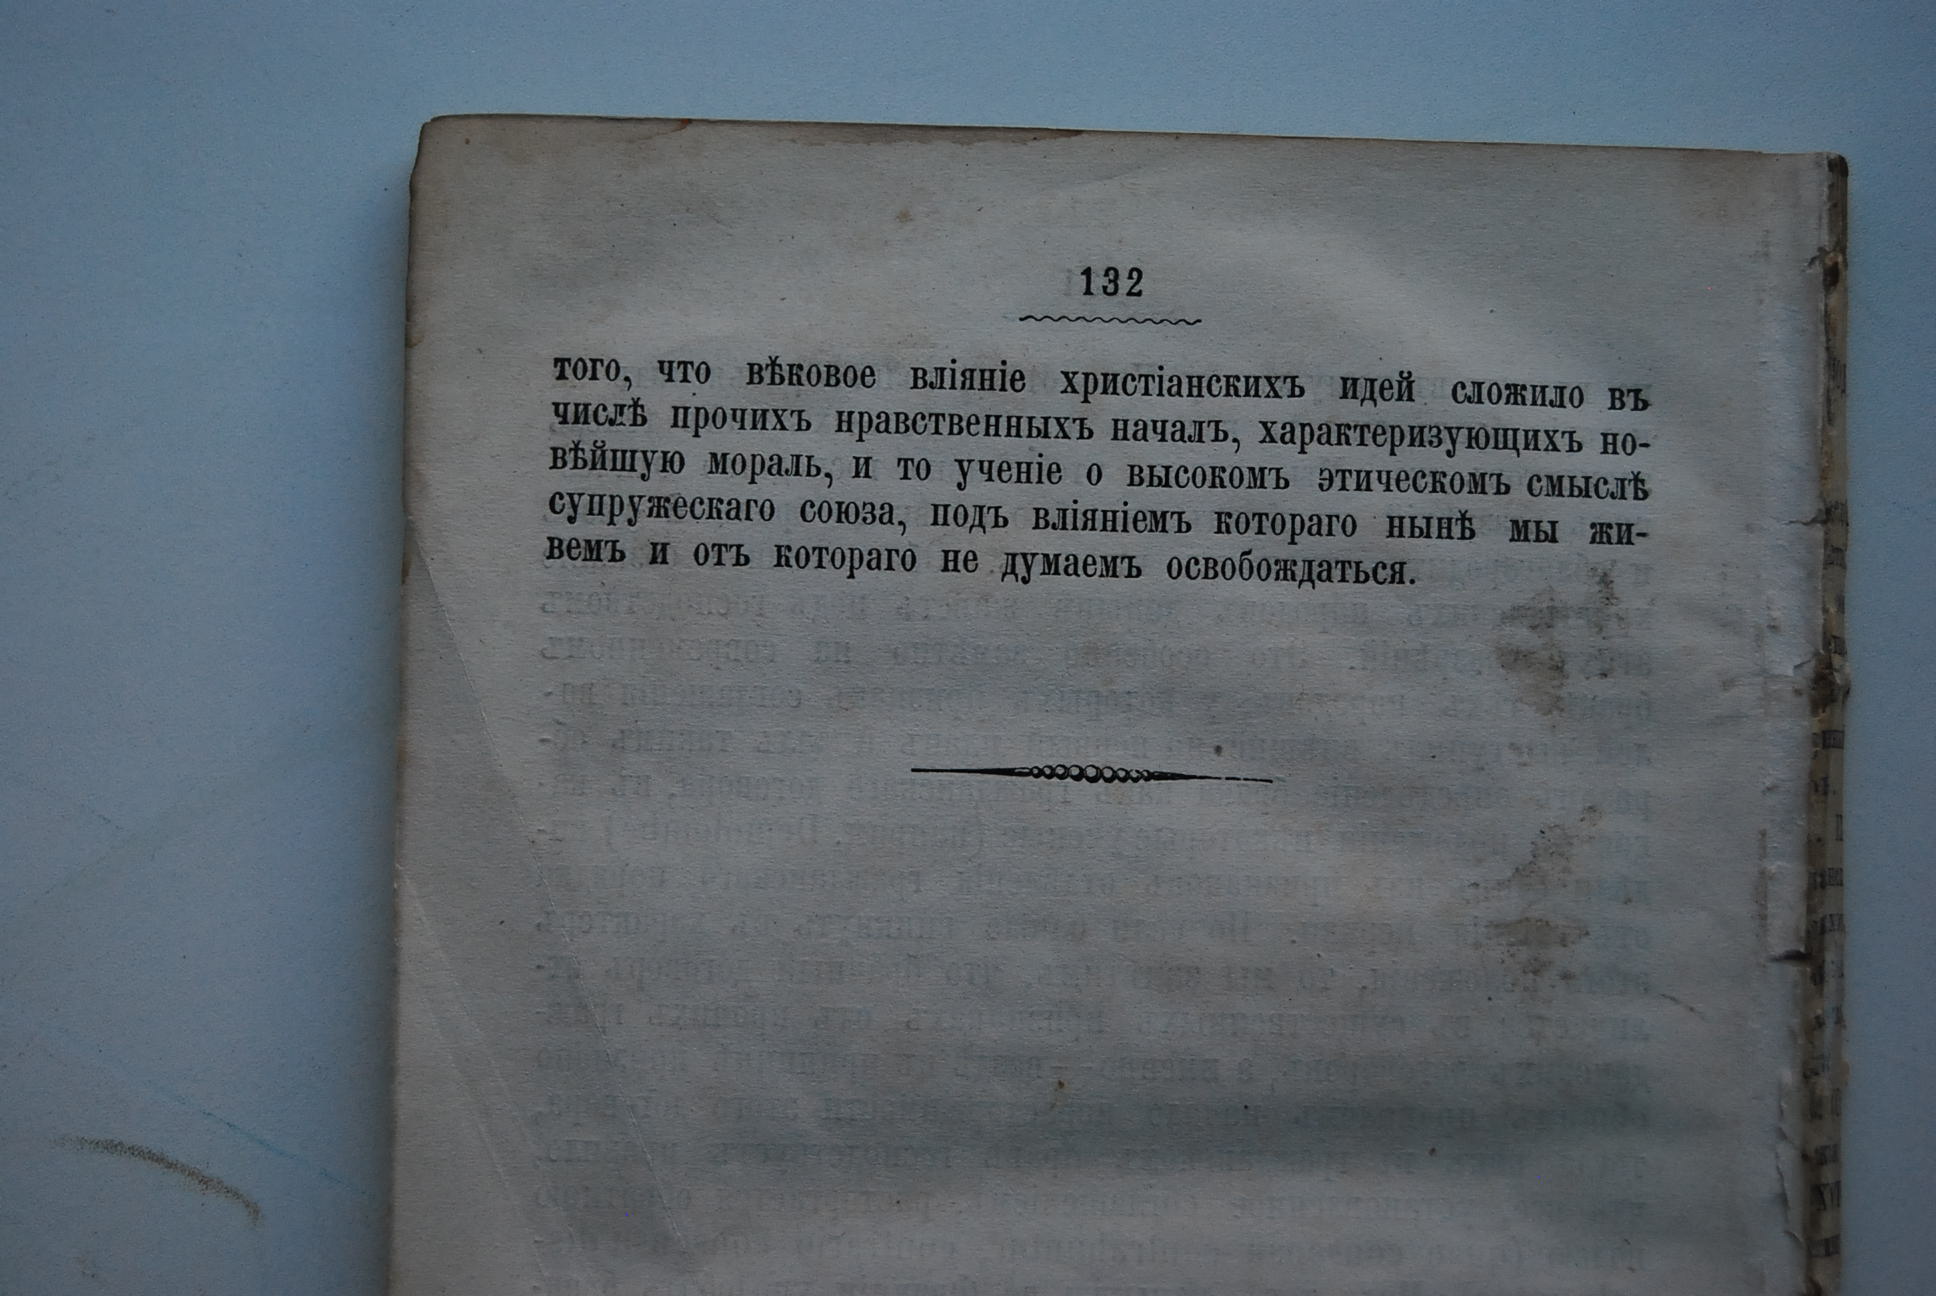 132
того, что вѣковое вліяніе христіанскихъ идей сложило въ
числѣ прочихъ нравственныхъ началъ, характеризующихъ но-
вѣйшую мораль, и то ученіе о высокомъ этическомъ смыслѣ
супружескаго союза, подъ вліяніемъ котораго нынѣ мы жи-
вемъ и отъ котораго не думаемъ освобождаться.